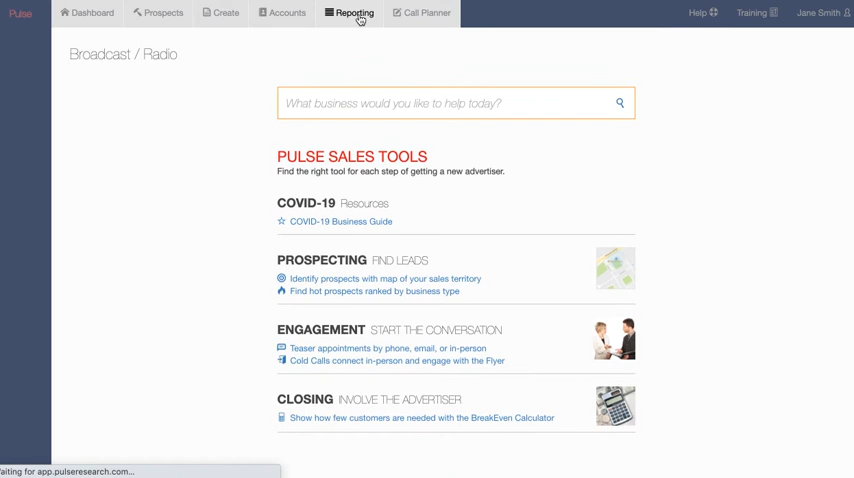 Pulse
Dashboard Prospects Create Accounts Reporting Call Planner Help Training Jane Smith
Broadcast / Radio
What business would you like to help today?
PULSE SALES TOOLS
Find the right tool for each step of getting a new advertiser.
COVID-19 Resources
COVID-19 Business Guide
PROSPECTING FIND LEADS
Identify prospects with map of your sales territory
Find hot prospects ranked by business type
ENGAGEMENT START THE CONVERSATION
Teaser appointments by phone, email, or in-person
Cold Calls connect in-person and engage with the Flyer
CLOSING INVOLVE THE ADVERTISER
Show how few customers are needed with the BreakEven Calculator
aiting for app.pulseresearch.com...